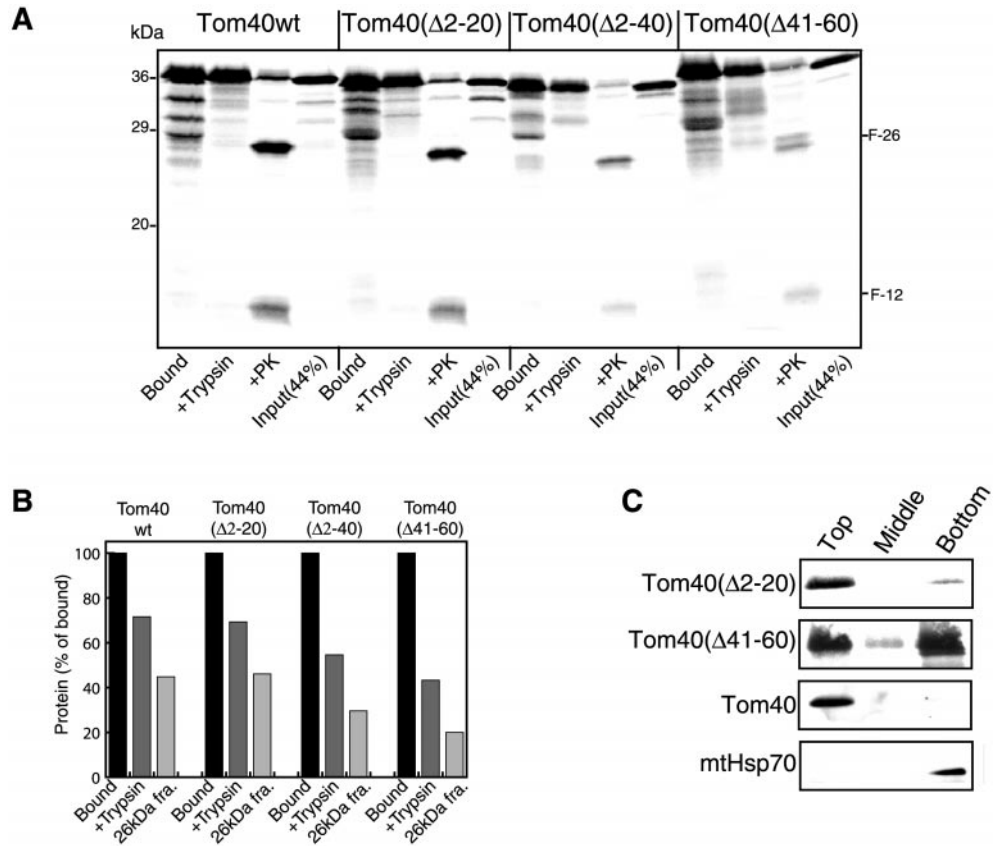 A
kDa
Tom40wt Tom40(Δ2-20) Tom40(Δ2-40) Tom40(Δ41-60)
36
29
20
F-26
F-12
Bound +Trypsin +PK Input(44%) Bound +Trypsin +PK Input(44%) Bound +Trypsin +PK Input(44%) Bound +Trypsin +PK Input(44%)
B
Tom40 Tom40 Tom40 Tom40
wt (Δ2-20) (Δ2-40) (Δ41-60)
Protein (% of bound)
100
80
60
40
20
0
Bound +Trypsin 26kDa fra. Bound +Trypsin 26kDa fra. Bound +Trypsin 26kDa fra. Bound +Trypsin 26kDa fra.
C
Top Middle Bottom
Tom40(Δ2-20)
Tom40(Δ41-60)
Tom40
mtHsp70